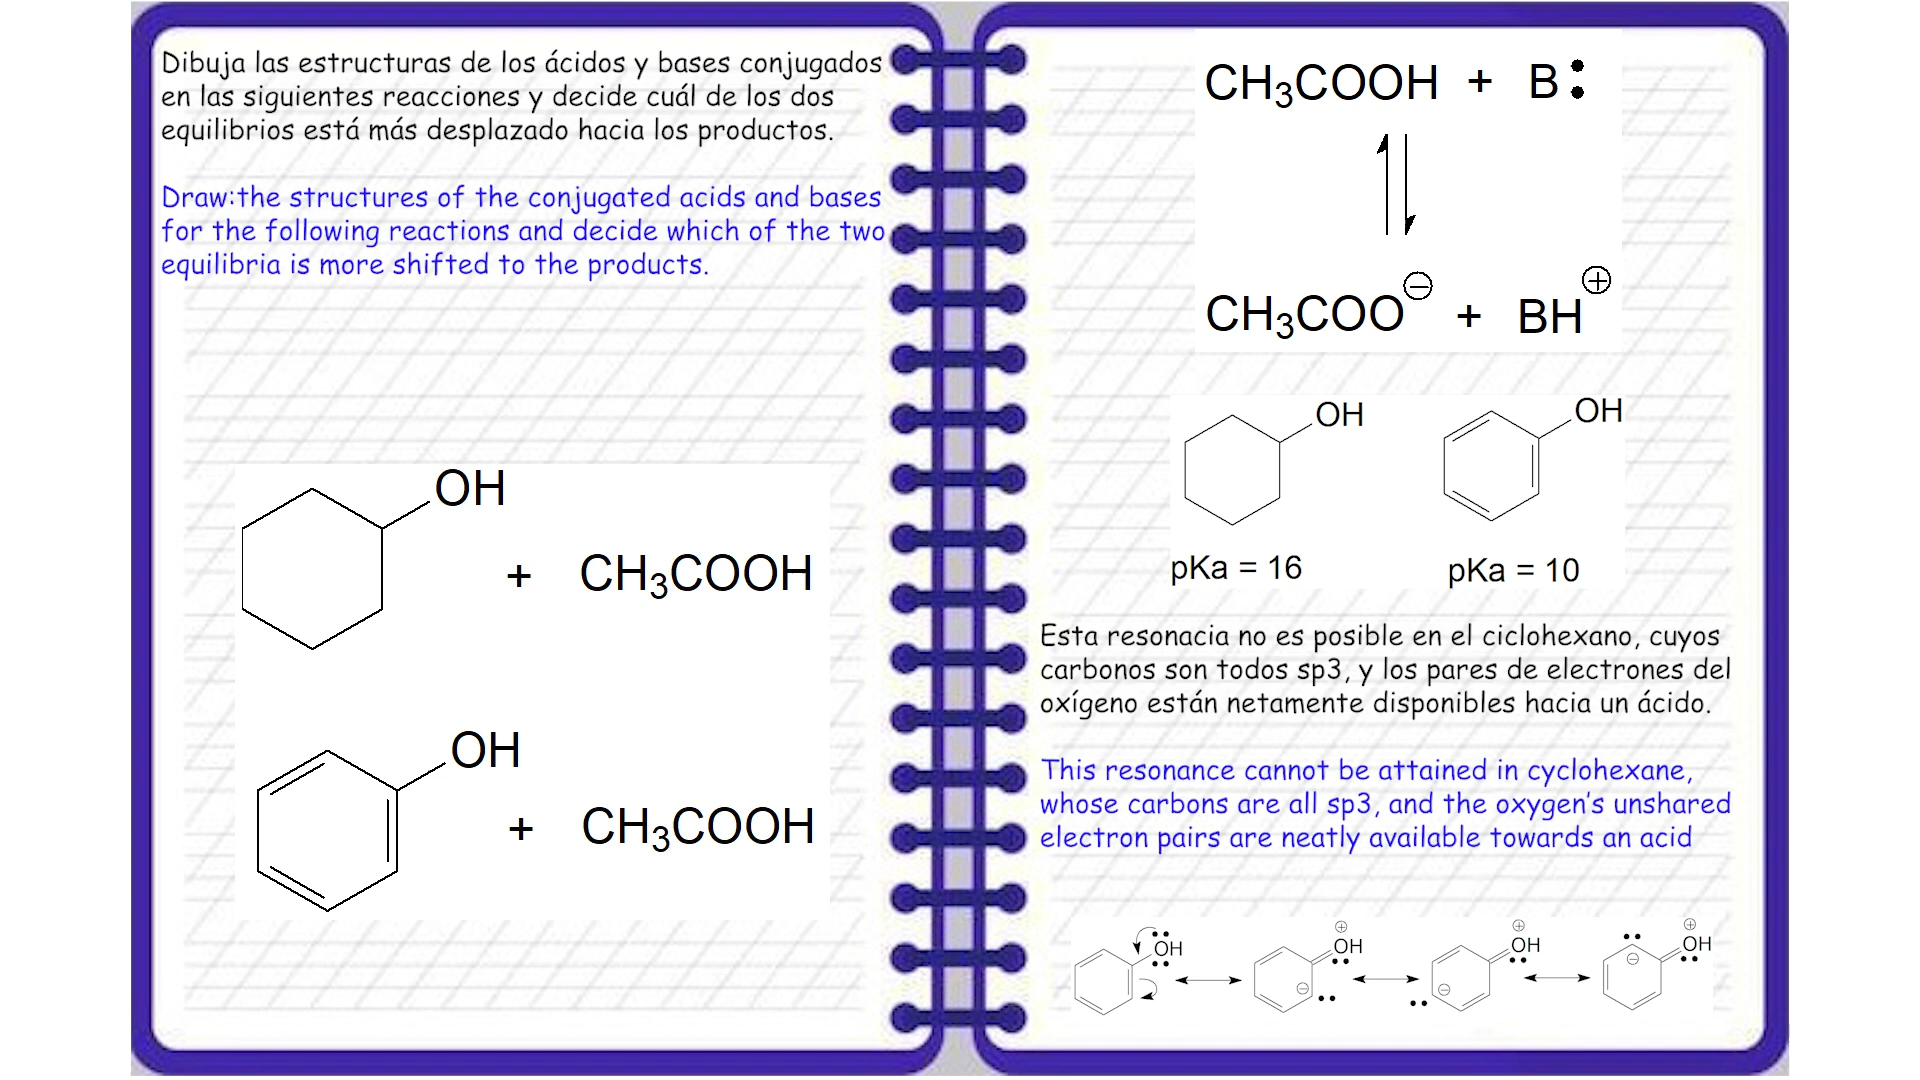 Dibuja las estructuras de los ácidos y bases conjugados
en las siguientes reacciones y decide cuál de los dos
equilibrios está más desplazado hacia los productos.
Draw:the structures of the conjugated acids and bases
for the following reactions and decide which of the two
equilibria is more shifted to the products.
OH
+ CH₃COOH
OH
+ CH₃COOH
CH₃COOH + B:
CH₃COO⊖ + BH⊕
OH
OH
pKa = 16
pKa = 10
Esta resonacia no es posible en el ciclohexano, cuyos
carbonos son todos sp3, y los pares de electrones del
oxígeno están netamente disponibles hacia un ácido.
This resonance cannot be attained in cyclohexane,
whose carbons are all sp3, and the oxygen's unshared
electron pairs are neatly available towards an acid
OH
⊕
OH
⊖
⊕
OH
⊖
⊕
OH
⊖